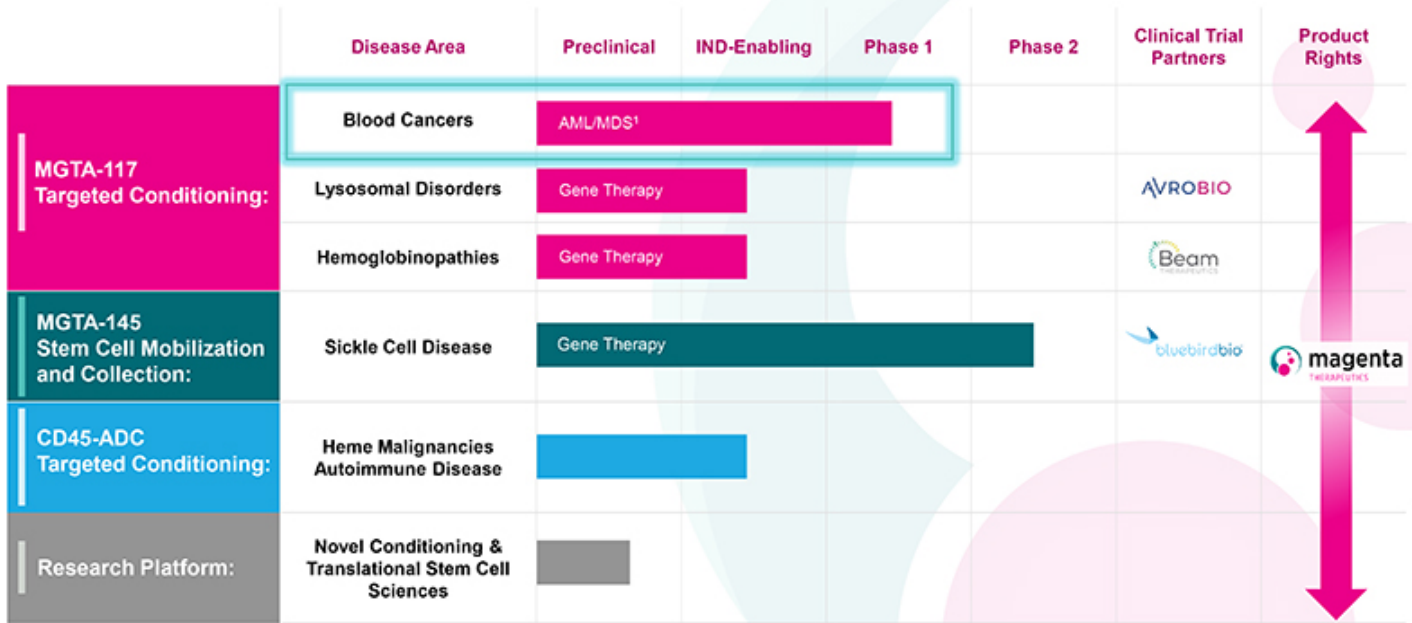 Disease Area
Preclinical
IND-Enabling
Phase 1
Phase 2
Clinical Trial
Partners
Product
Rights
MGTA-117
Targeted Conditioning:
Blood Cancers
AML/MDS¹
Lysosomal Disorders
Gene Therapy
AVROBIO
Hemoglobinopathies
Gene Therapy
Beam
THERAPEUTICS
MGTA-145
Stem Cell Mobilization
and Collection:
Sickle Cell Disease
Gene Therapy
bluebirdbio
magenta
THERAPEUTICS
CD45-ADC
Targeted Conditioning:
Heme Malignancies
Autoimmune Disease
Research Platform:
Novel Conditioning &
Translational Stem Cell
Sciences